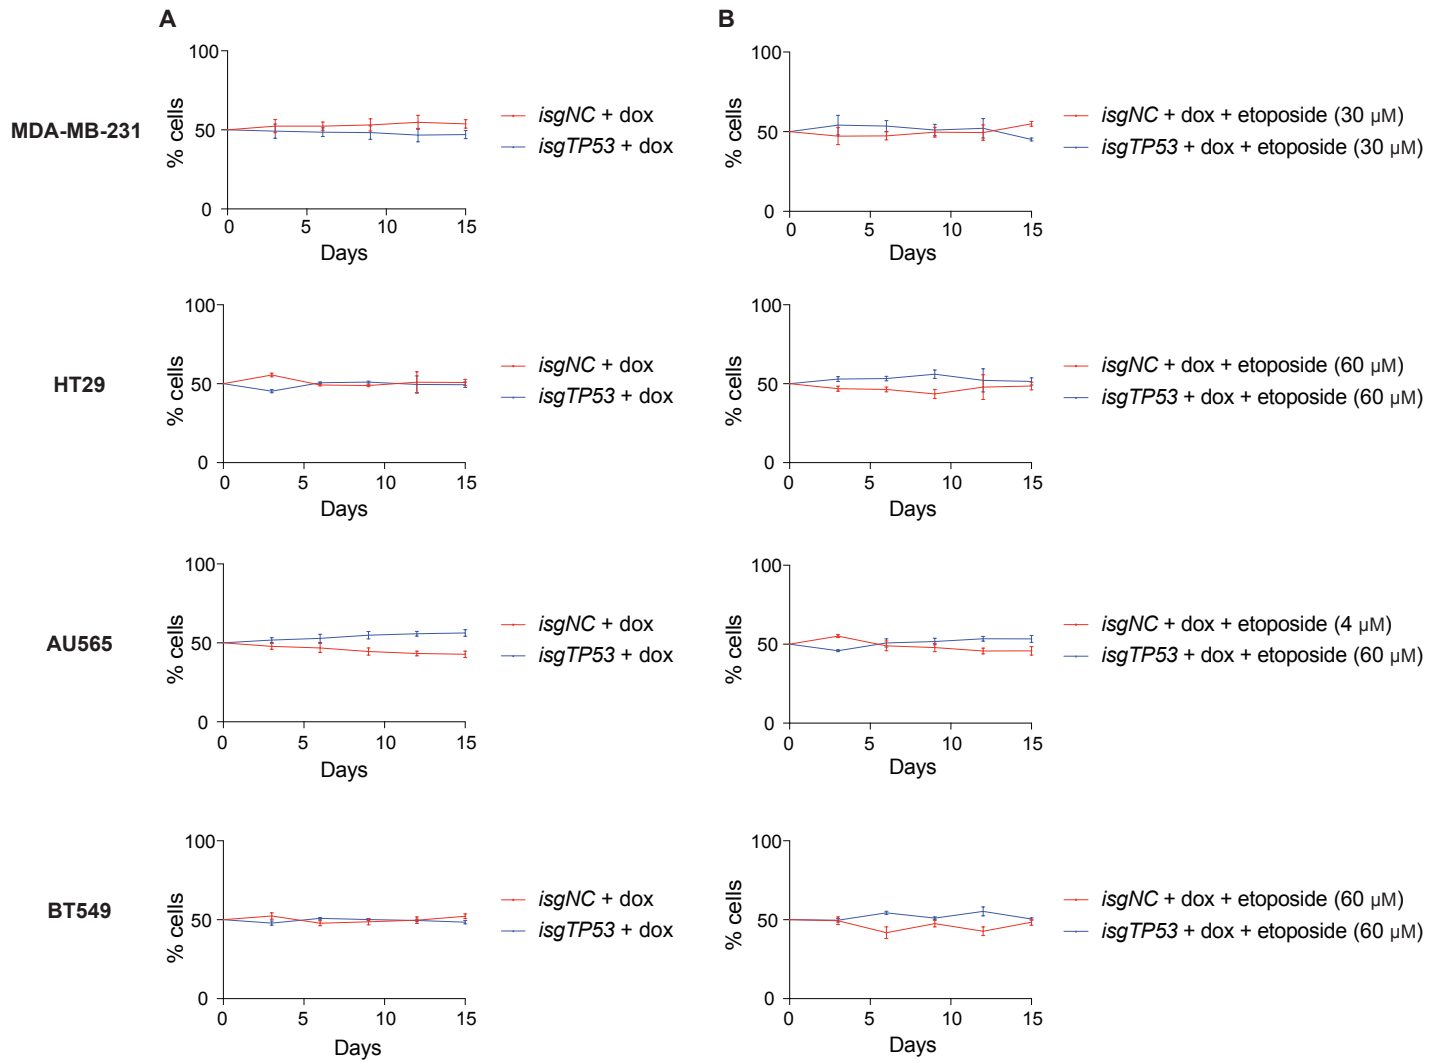 A
B
MDA-MB-231
100
50
0
% cells
0 5 10 15
Days
isgNC + dox
isgTP53 + dox
100
50
0
% cells
0 5 10 15
Days
isgNC + dox + etoposide (30 µM)
isgTP53 + dox + etoposide (30 µM)
HT29
100
50
0
% cells
0 5 10 15
Days
isgNC + dox
isgTP53 + dox
100
50
0
% cells
0 5 10 15
Days
isgNC + dox + etoposide (60 µM)
isgTP53 + dox + etoposide (60 µM)
AU565
100
50
0
% cells
0 5 10 15
Days
isgNC + dox
isgTP53 + dox
100
50
0
% cells
0 5 10 15
Days
isgNC + dox + etoposide (4 µM)
isgTP53 + dox + etoposide (60 µM)
BT549
100
50
0
% cells
0 5 10 15
Days
isgNC + dox
isgTP53 + dox
100
50
0
% cells
0 5 10 15
Days
isgNC + dox + etoposide (60 µM)
isgTP53 + dox + etoposide (60 µM)